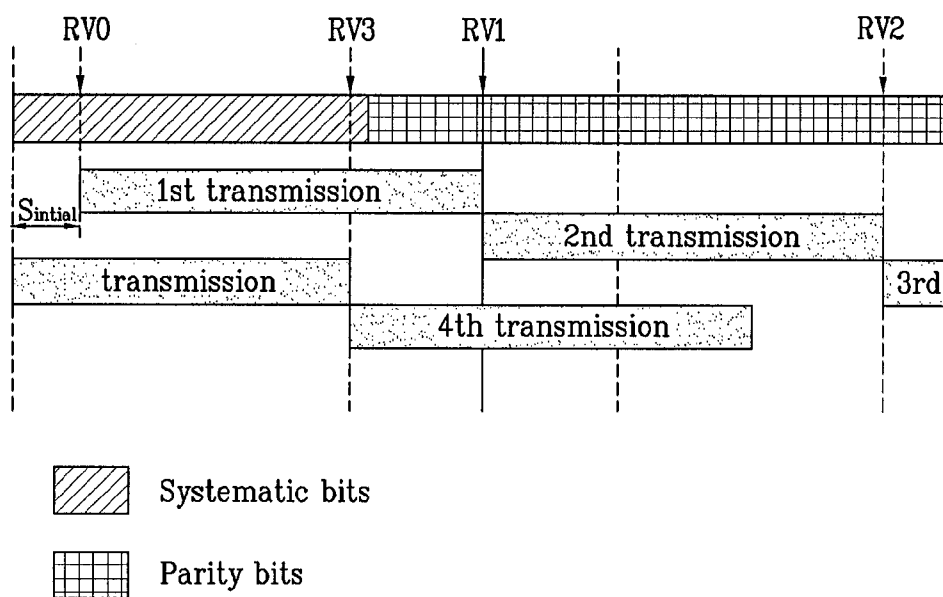 RV0 RV3 RV1 RV2
1st transmission
Sintial
2nd transmission
transmission
3rd
4th transmission
Systematic bits
Parity bits